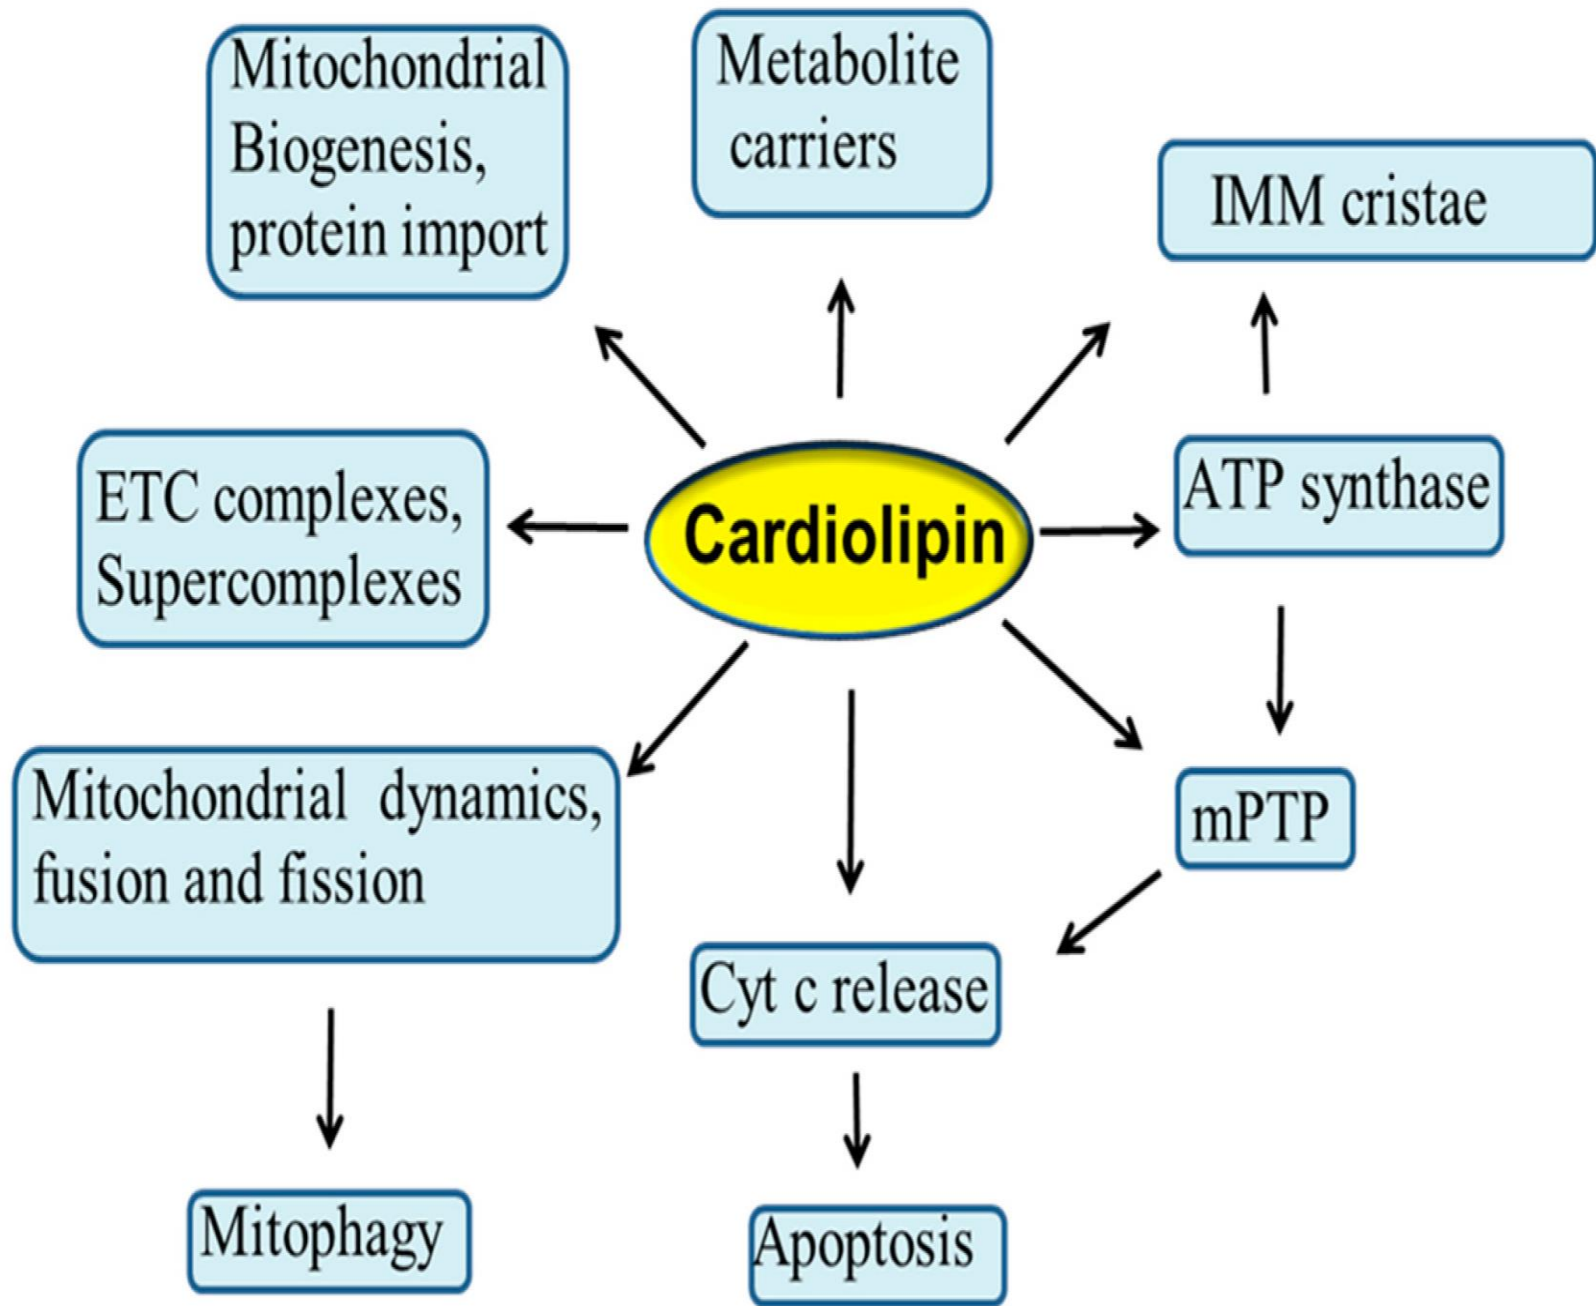 Mitochondrial
Biogenesis,
protein import
Metabolite
carriers
IMM cristae
ETC complexes,
Supercomplexes
Cardiolipin
ATP synthase
Mitochondrial dynamics,
fusion and fission
mPTP
Cyt c release
Mitophagy
Apoptosis